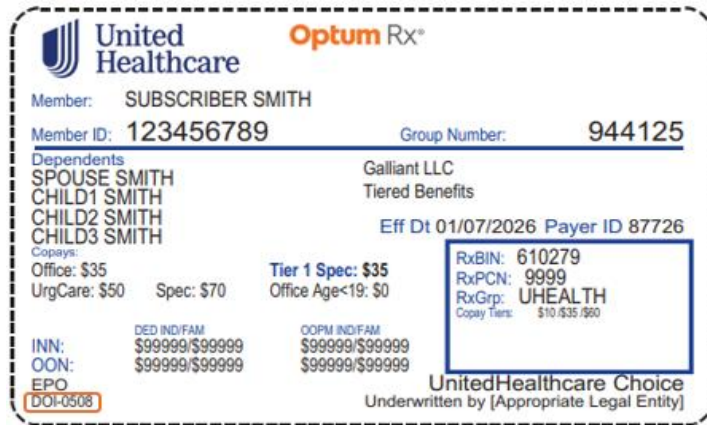 United Healthcare
Optum Rx®
Member: SUBSCRIBER SMITH
Member ID: 123456789 Group Number: 944125
Dependents
SPOUSE SMITH
CHILD1 SMITH
CHILD2 SMITH
CHILD3 SMITH
Galliant LLC
Tiered Benefits
Eff Dt 01/07/2026 Payer ID 87726
Copays:
Office: $35 Tier 1 Spec: $35
UrgCare: $50 Spec: $70 Office Age<19: $0
RxBIN: 610279
RxPCN: 9999
RxGrp: UHEALTH
Copay Tiers: $10 /$35 /$60
DED IND/FAM OOPM IND/FAM
INN: $99999/$99999 $99999/$99999
OON: $99999/$99999 $99999/$99999
EPO
DOI-0508
UnitedHealthcare Choice
Underwritten by [Appropriate Legal Entity]